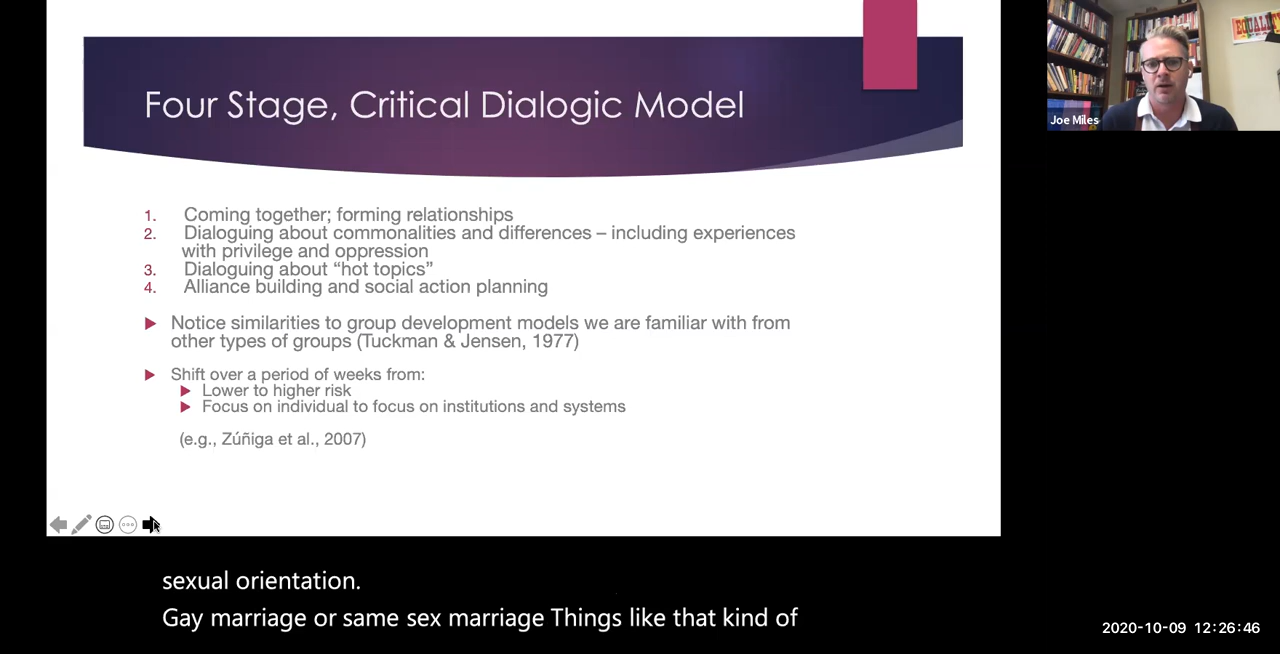 Four Stage, Critical Dialogic Model
1. Coming together; forming relationships
2. Dialoguing about commonalities and differences – including experiences
with privilege and oppression
3. Dialoguing about “hot topics”
4. Alliance building and social action planning
Notice similarities to group development models we are familiar with from
other types of groups (Tuckman & Jensen, 1977)
Shift over a period of weeks from:
Lower to higher risk
Focus on individual to focus on institutions and systems
(e.g., Zúñiga et al., 2007)
Joe Miles
sexual orientation.
Gay marriage or same sex marriage Things like that kind of
2020-10-09 12:26:46